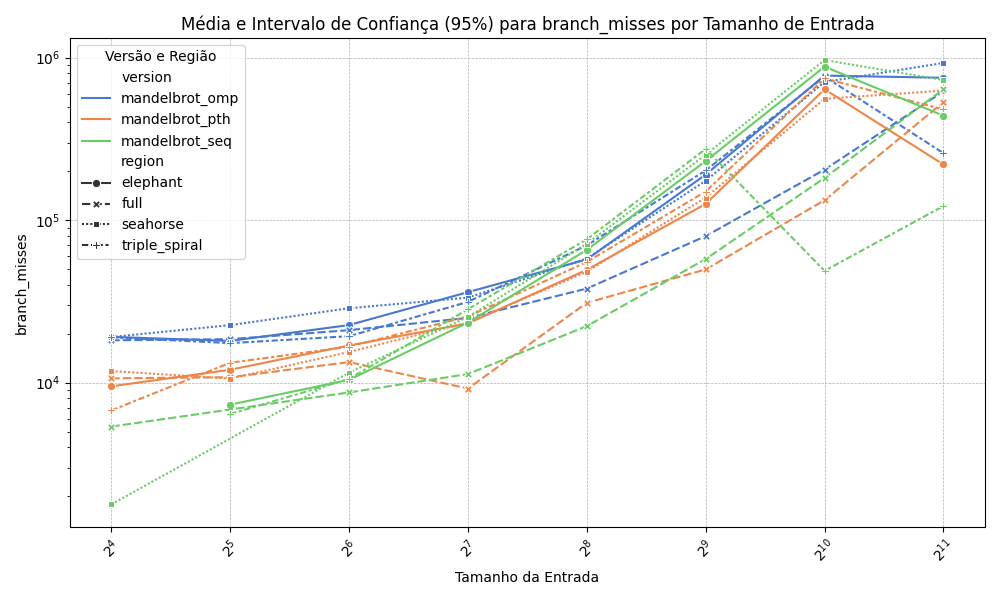 Média e Intervalo de Confiança (95%) para branch_misses por Tamanho de Entrada
Versão e Região
version
mandelbrot_omp
mandelbrot_pth
mandelbrot_seq
region
elephant
full
seahorse
triple_spiral
branch_misses
10⁶
10⁵
10⁴
2⁴
2⁵
2⁶
2⁷
2⁸
2⁹
2¹⁰
2¹¹
Tamanho da Entrada